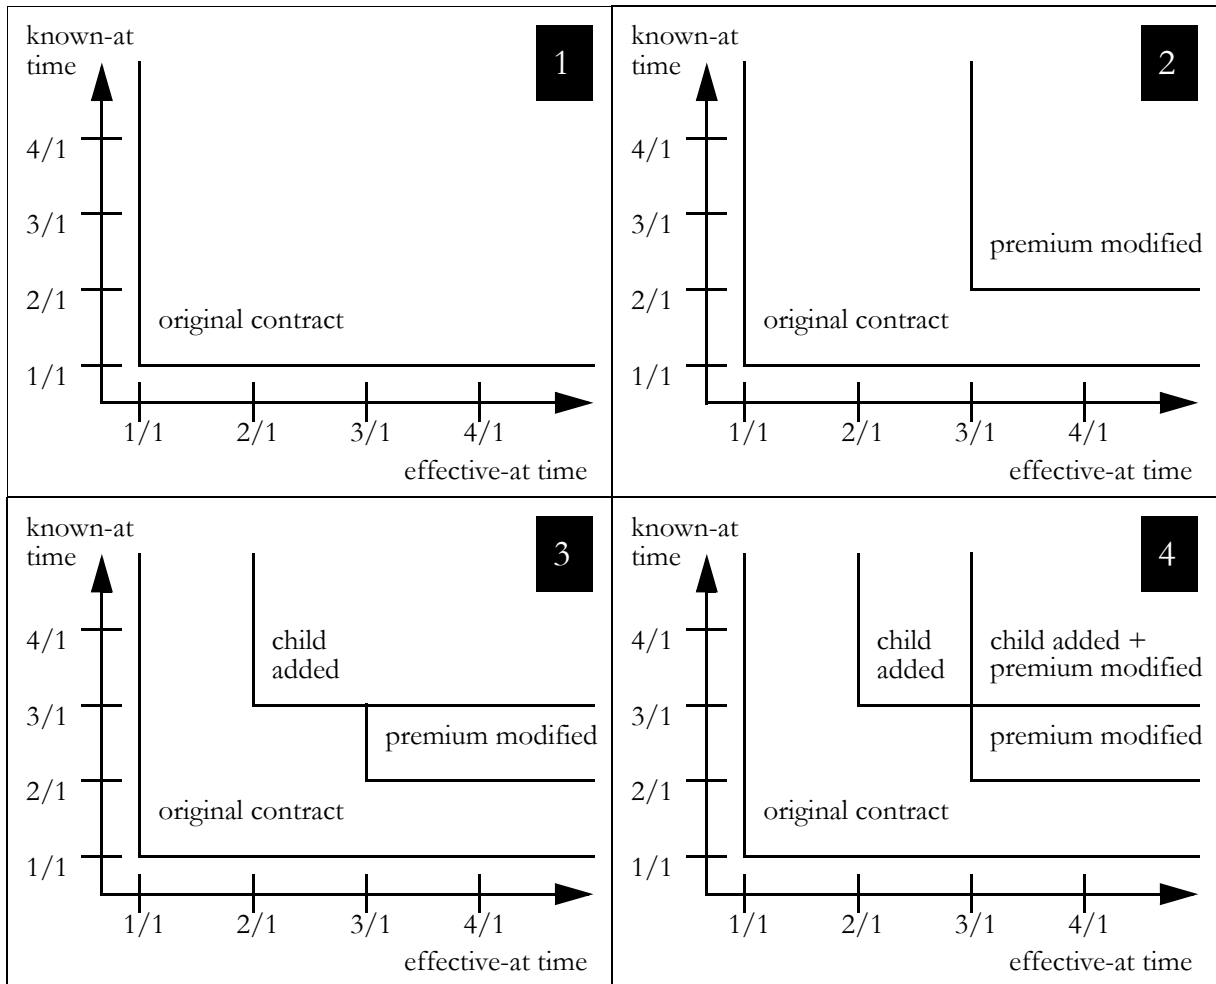 known-at
time
1
4/1
3/1
2/1
original contract
1/1
1/1 2/1 3/1 4/1
effective-at time
known-at
time
2
4/1
3/1
premium modified
2/1
original contract
1/1
1/1 2/1 3/1 4/1
effective-at time
known-at
time
3
4/1
child
added
3/1
premium modified
2/1
original contract
1/1
1/1 2/1 3/1 4/1
effective-at time
known-at
time
4
4/1
child
added
child added +
premium modified
3/1
premium modified
2/1
original contract
1/1
1/1 2/1 3/1 4/1
effective-at time